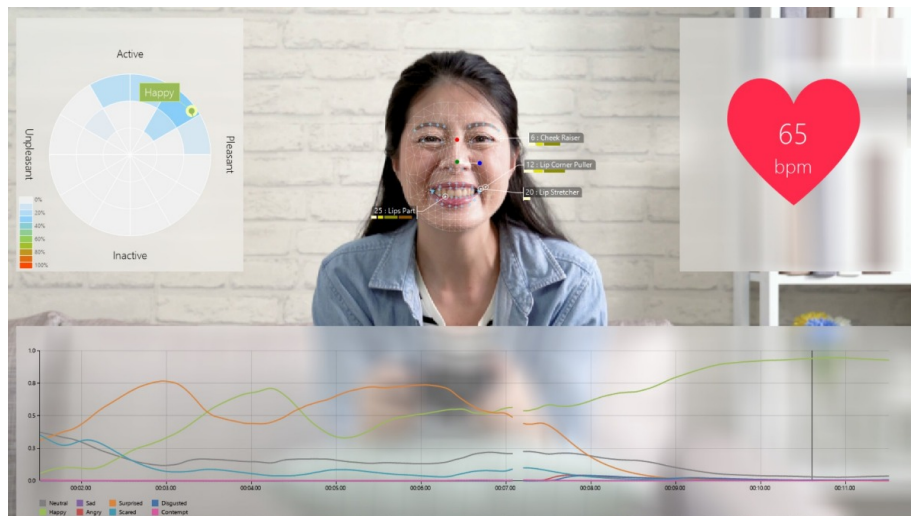 Active
Happy
Unpleasant
Pleasant
Inactive
0%
20%
40%
60%
80%
100%
6 : Cheek Raiser
12 : Lip Corner Puller
20 : Lip Stretcher
25 : Lips Part
65
bpm
1.0
0.8
0.5
0.3
0.0
00:02:00 00:03:00 00:04:00 00:05:00 00:06:00 00:07:00 00:08:00 00:09:00 00:10:00 00:11:00
Neutral Sad Surprised Disgusted
Happy Angry Scared Contempt